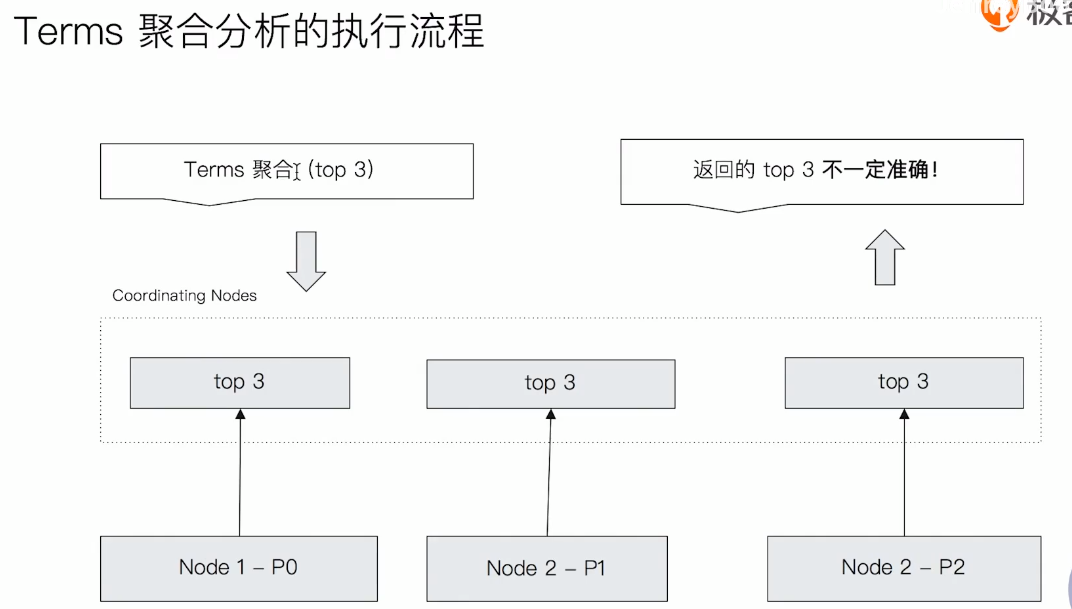 Terms 聚合分析的执行流程
Terms 聚合 (top 3)
返回的 top 3 不一定准确!
Coordinating Nodes
top 3
top 3
top 3
Node 1 – P0
Node 2 – P1
Node 2 – P2